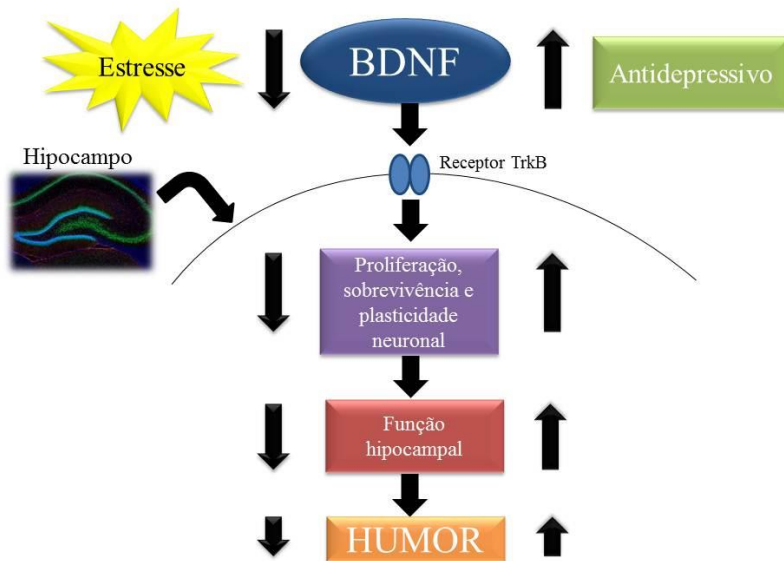 Estresse
BDNF
Antidepressivo
Hipocampo
Receptor TrkB
Proliferação,
sobrevivência e
plasticidade
neuronal
Função
hipocampal
HUMOR